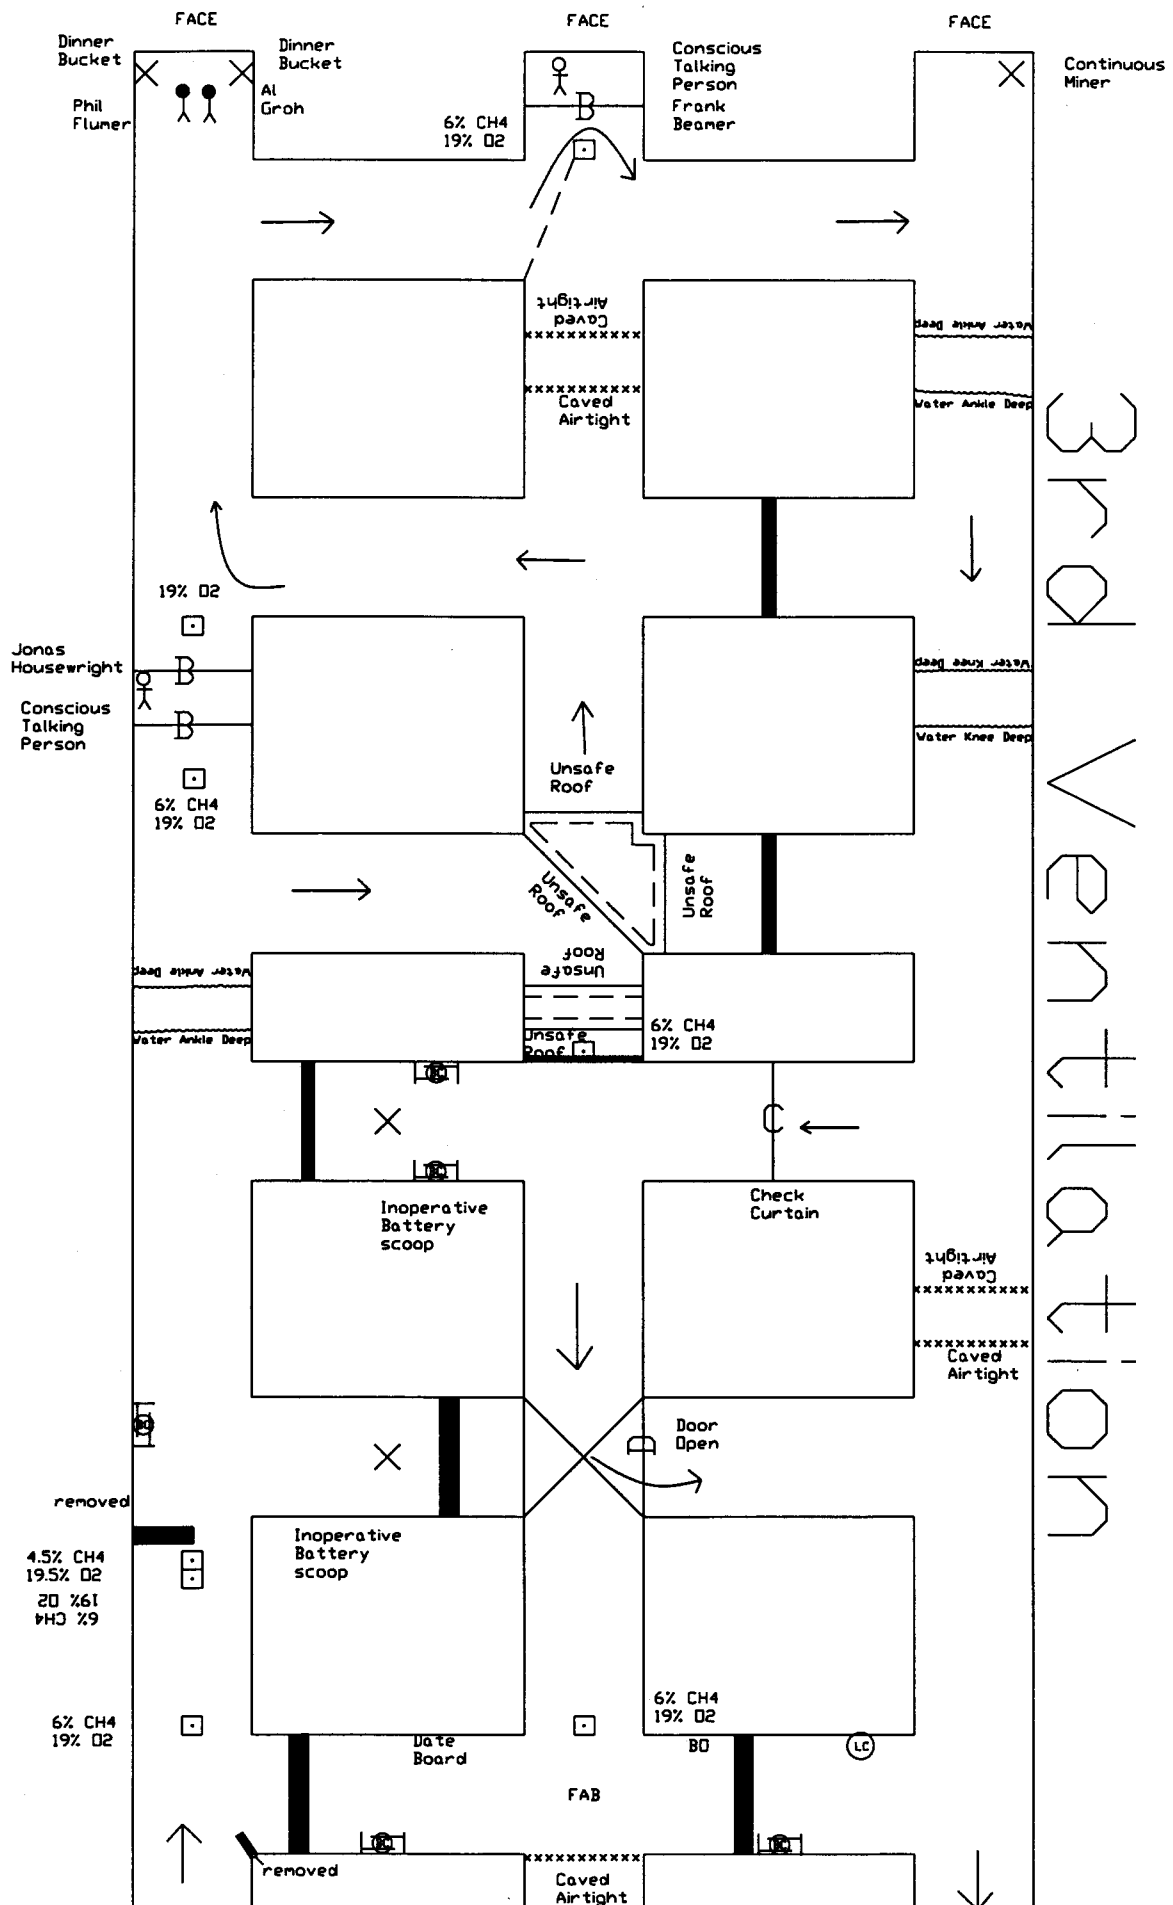 FACE
FACE
FACE
Dinner
Bucket
Dinner
Bucket
Conscious
Talking
Person
Frank
Beamer
Continuous
Miner
Phil
Flumer
Al
Groh
B
6% CH4
19% O2
Caved
Airtight
Caved
Airtight
Water Ankle Deep
Water Ankle Deep
3rd Ventilation
19% O2
Jonas
Housewright
B
Conscious
Talking
Person
B
6% CH4
19% O2
Water Knee Deep
Water Knee Deep
Unsafe
Roof
Unsafe
Roof
Unsafe
Roof
Unsafe
Roof
Unsafe
Roof
Water Ankle Deep
Water Ankle Deep
6% CH4
19% O2
C
Inoperative
Battery
scoop
Check
Curtain
Caved
Airtight
Caved
Airtight
Door
Open
D
removed
Inoperative
Battery
scoop
4.5% CH4
19.5% O2
6% CH4
19% O2
6% CH4
19% O2
6% CH4
19% O2
Date
Board
BO
LC
FAB
removed
Caved
Airtight